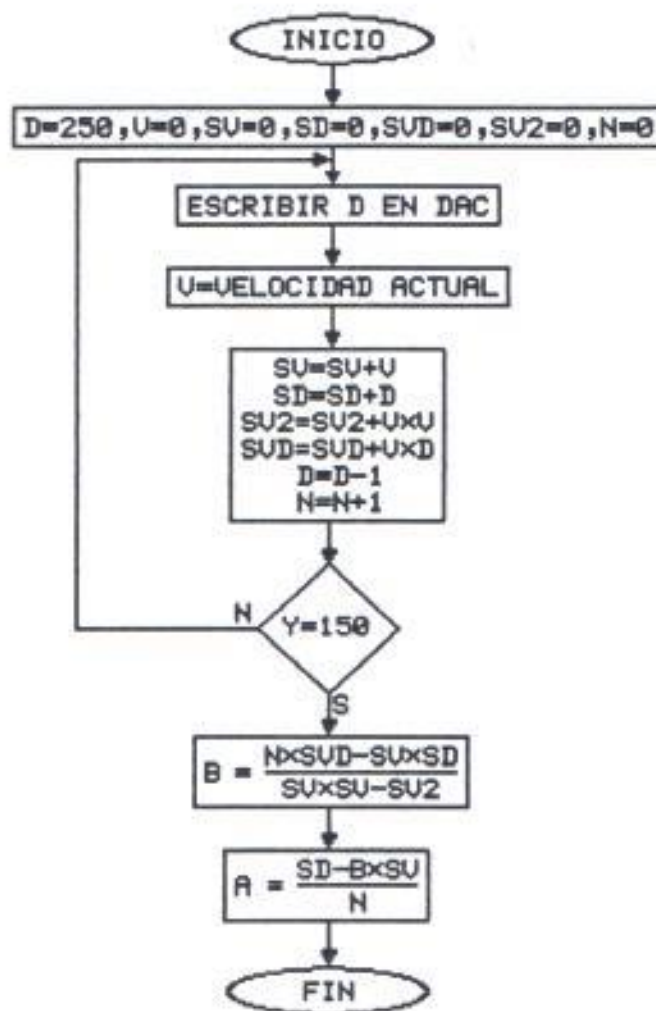 INICIO
D=250,V=0,SV=0,SD=0,SVD=0,SV2=0,N=0
ESCRIBIR D EN DAC
V=VELOCIDAD ACTUAL
SV=SV+V
SD=SD+D
SV2=SV2+V×V
SVD=SVD+V×D
D=D-1
N=N+1
N
Y=150
S
B = N×SVD-SV×SD
SV×SV-SV2
A = SD-B×SV
N
FIN